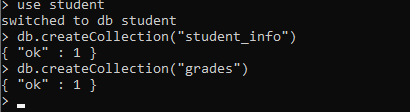 > use student
switched to db student
> db.createCollection("student_info")
{ "ok" : 1 }
> db.createCollection("grades")
{ "ok" : 1 }
>